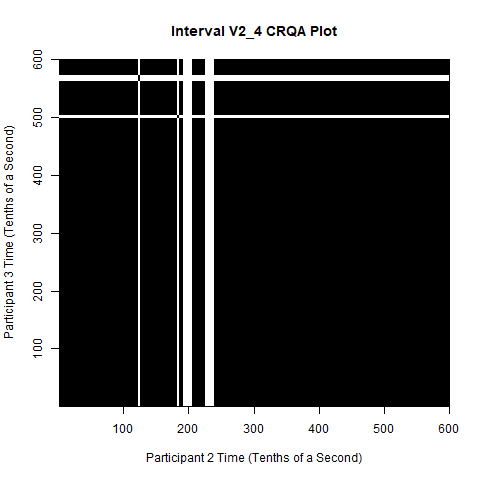 Interval V2_4 CRQA Plot
Participant 3 Time (Tenths of a Second)
600
500
400
300
200
100
100 200 300 400 500 600
Participant 2 Time (Tenths of a Second)